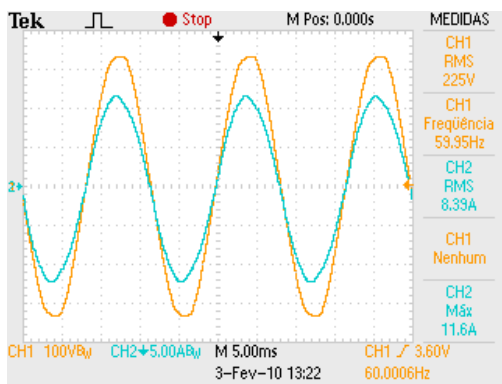 Tek Stop M Pos: 0.000s MEDIDAS
CH1
RMS
225V
CH1
Freqüência
59.95Hz
CH2
RMS
8.39A
CH1
Nenhum
CH2
Máx
11.6A
2
CH1 100VBW CH2 5.00ABW M 5.00ms CH1 3.60V
3-Fev-10 13:22 60.0006Hz